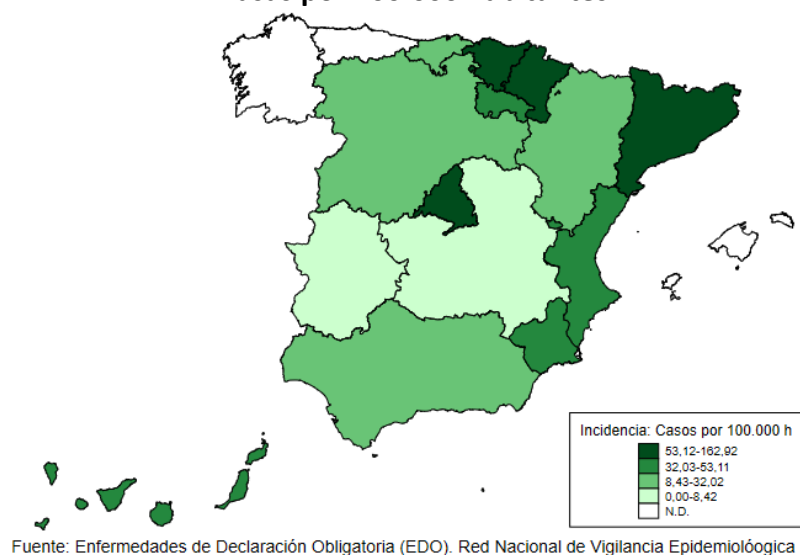 Incidencia: Casos por 100.000 h
53,12-162,92
32,03-53,11
8,43-32,02
0,00-8,42
N.D.
Fuente: Enfermedades de Declaración Obligatoria (EDO). Red Nacional de Vigilancia Epidemiolóogica